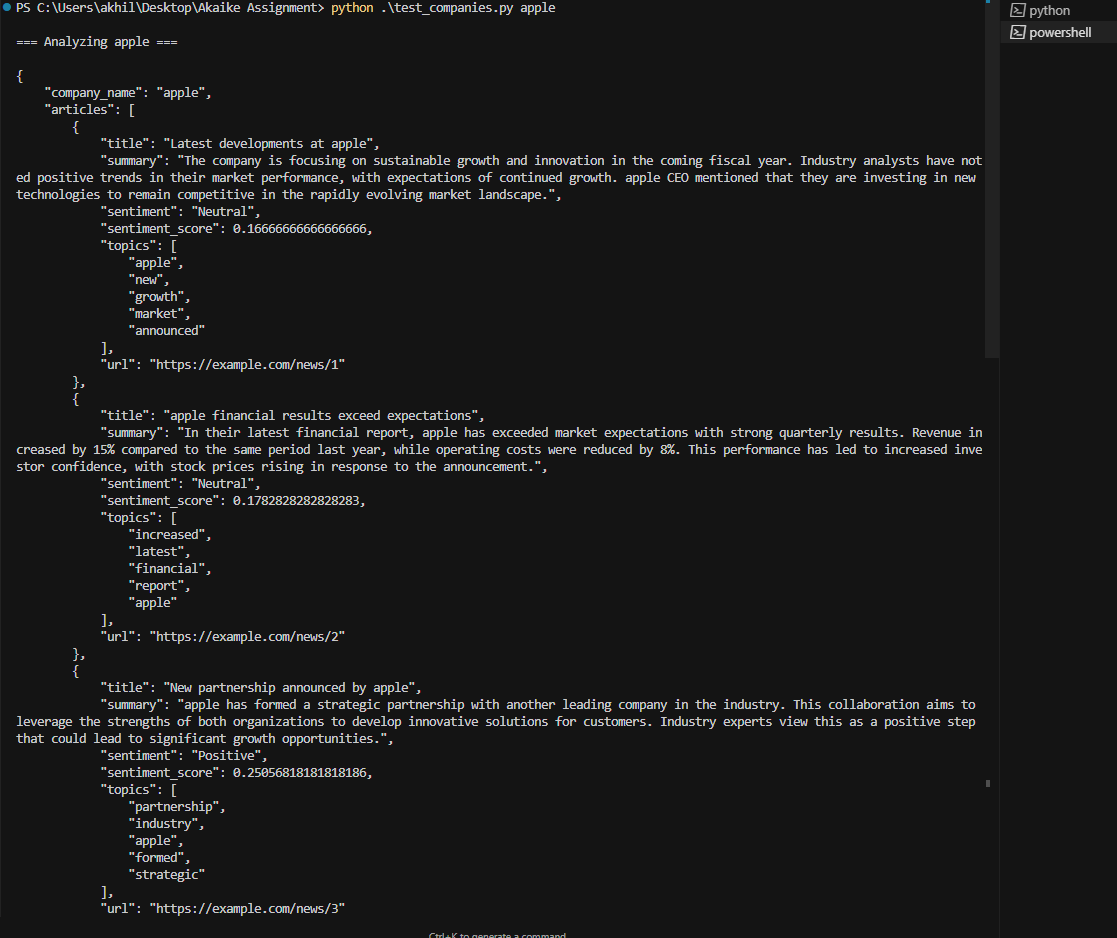 PS C:\Users\akhil\Desktop\Akaike Assignment> python .\test_companies.py apple
=== Analyzing apple ===
{
    "company_name": "apple",
    "articles": [
        {
            "title": "Latest developments at apple",
            "summary": "The company is focusing on sustainable growth and innovation in the coming fiscal year. Industry analysts have not
ed positive trends in their market performance, with expectations of continued growth. apple CEO mentioned that they are investing in new
technologies to remain competitive in the rapidly evolving market landscape.",
            "sentiment": "Neutral",
            "sentiment_score": 0.16666666666666666,
            "topics": [
                "apple",
                "new",
                "growth",
                "market",
                "announced"
            ],
            "url": "https://example.com/news/1"
        },
        {
            "title": "apple financial results exceed expectations",
            "summary": "In their latest financial report, apple has exceeded market expectations with strong quarterly results. Revenue in
creased by 15% compared to the same period last year, while operating costs were reduced by 8%. This performance has led to increased inve
stor confidence, with stock prices rising in response to the announcement.",
            "sentiment": "Neutral",
            "sentiment_score": 0.1782828282828283,
            "topics": [
                "increased",
                "latest",
                "financial",
                "report",
                "apple"
            ],
            "url": "https://example.com/news/2"
        },
        {
            "title": "New partnership announced by apple",
            "summary": "apple has formed a strategic partnership with another leading company in the industry. This collaboration aims to
leverage the strengths of both organizations to develop innovative solutions for customers. Industry experts view this as a positive step
that could lead to significant growth opportunities.",
            "sentiment": "Positive",
            "sentiment_score": 0.25056818181818186,
            "topics": [
                "partnership",
                "industry",
                "apple",
                "formed",
                "strategic"
            ],
            "url": "https://example.com/news/3"
Ctrl+K to generate a command
python
powershell